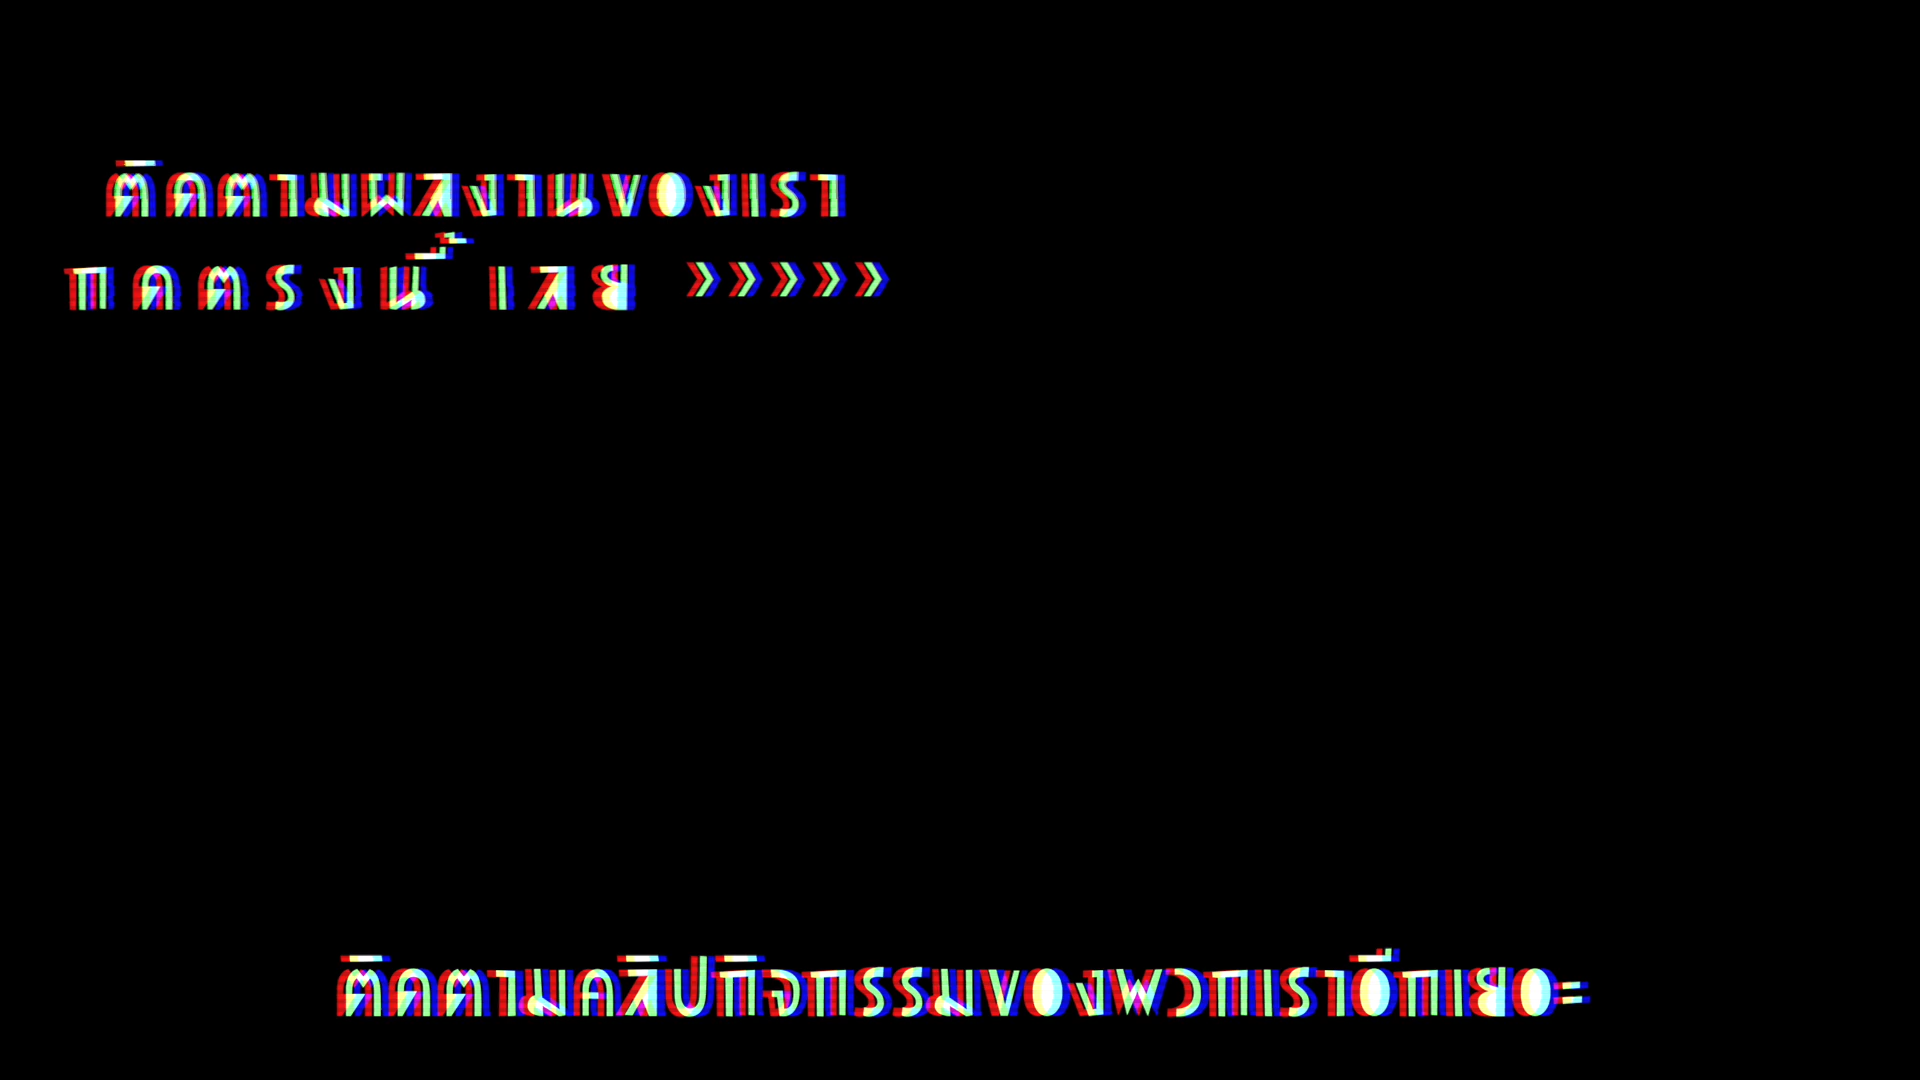 ติดตามผลงานของเรา
กดตรงนี้ เลย >>>>>
ติดตามคลิปกิจกรรมของพวกเราอีกเยอะ